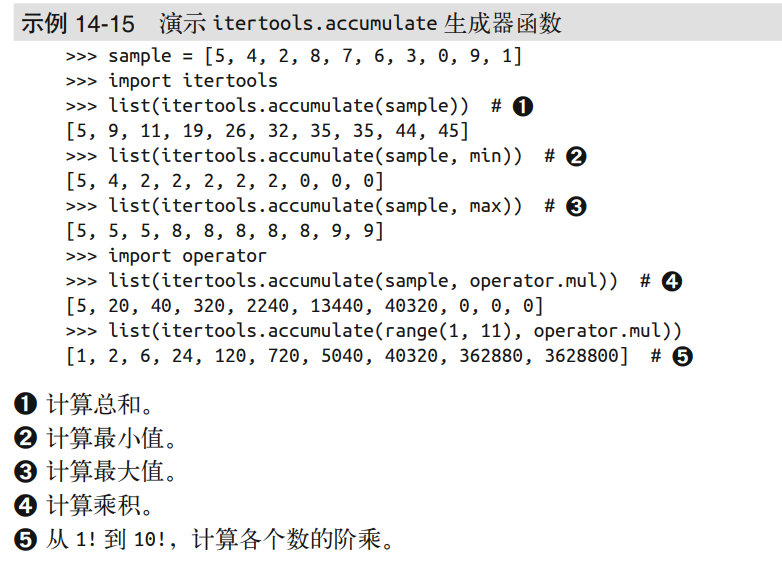 示例 14-15 演示 itertools.accumulate 生成器函数
>>> sample = [5, 4, 2, 8, 7, 6, 3, 0, 9, 1]
>>> import itertools
>>> list(itertools.accumulate(sample)) # ❶
[5, 9, 11, 19, 26, 32, 35, 35, 44, 45]
>>> list(itertools.accumulate(sample, min)) # ❷
[5, 4, 2, 2, 2, 2, 2, 0, 0, 0]
>>> list(itertools.accumulate(sample, max)) # ❸
[5, 5, 5, 8, 8, 8, 8, 8, 9, 9]
>>> import operator
>>> list(itertools.accumulate(sample, operator.mul)) # ❹
[5, 20, 40, 320, 2240, 13440, 40320, 0, 0, 0]
>>> list(itertools.accumulate(range(1, 11), operator.mul))
[1, 2, 6, 24, 120, 720, 5040, 40320, 362880, 3628800] # ❺
❶ 计算总和。
❷ 计算最小值。
❸ 计算最大值。
❹ 计算乘积。
❺ 从 1! 到 10!，计算各个数的阶乘。